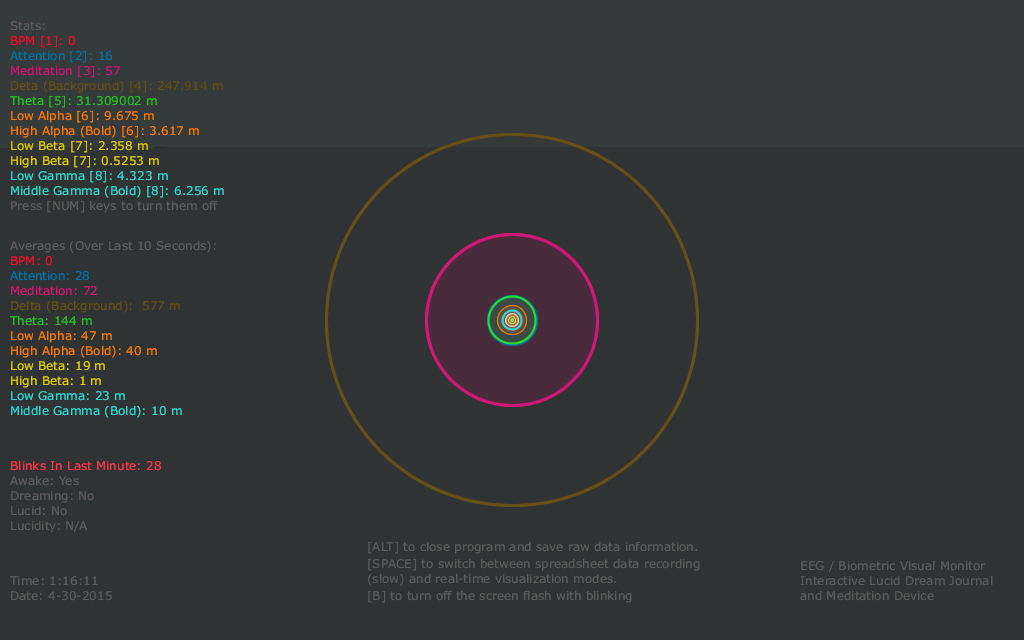 Stats:
BPM [1]: 0
Attention [2]: 16
Meditation [3]: 57
Deta (Background) [4]: 247.914 m
Theta [5]: 31.309002 m
Low Alpha [6]: 9.675 m
High Alpha (Bold) [6]: 3.617 m
Low Beta [7]: 2.358 m
High Beta [7]: 0.5253 m
Low Gamma [8]: 4.323 m
Middle Gamma (Bold) [8]: 6.256 m
Press [NUM] keys to turn them off
Averages (Over Last 10 Seconds):
BPM: 0
Attention: 28
Meditation: 72
Delta (Background):  577 m
Theta: 144 m
Low Alpha: 47 m
High Alpha (Bold): 40 m
Low Beta: 19 m
High Beta: 1 m
Low Gamma: 23 m
Middle Gamma (Bold): 10 m
Blinks In Last Minute: 28
Awake: Yes
Dreaming: No
Lucid: No
Lucidity: N/A
Time: 1:16:11
Date: 4-30-2015
[ALT] to close program and save raw data information.
[SPACE] to switch between spreadsheet data recording
(slow) and real-time visualization modes.
[B] to turn off the screen flash with blinking
EEG / Biometric Visual Monitor
Interactive Lucid Dream Journal
and Meditation Device